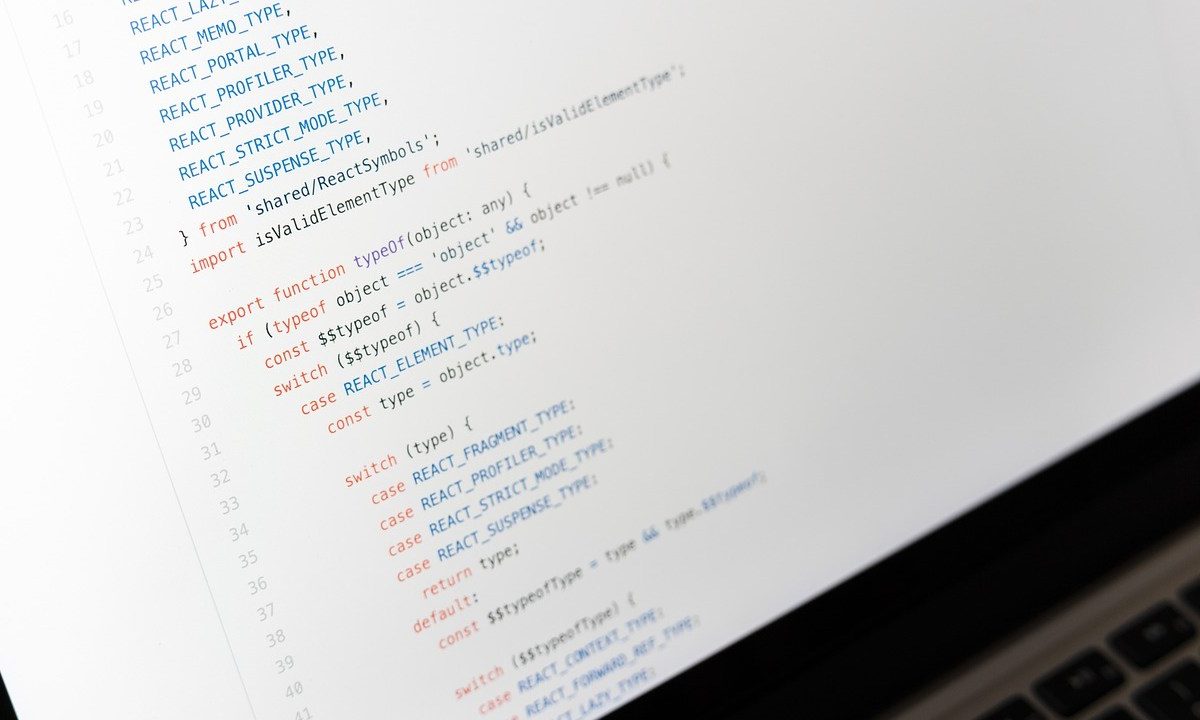 16
17 REACT_LAZY_
18 REACT_MEMO_TYPE,
19 REACT_PORTAL_TYPE,
20 REACT_PROFILER_TYPE,
21 REACT_PROVIDER_TYPE,
22 REACT_STRICT_MODE_TYPE,
23 REACT_SUSPENSE_TYPE,
24 } from 'shared/ReactSymbols';
25 import isValidElementType from 'shared/isValidElementType';
26
27 export function typeOf(object: any) {
28 if (typeof object === 'object' && object !== null) {
29 const $$typeof = object.$$typeof;
30 switch ($$typeof) {
31 case REACT_ELEMENT_TYPE:
32 const type = object.type;
33
34 switch (type) {
35 case REACT_FRAGMENT_TYPE:
36 case REACT_PROFILER_TYPE:
37 case REACT_STRICT_MODE_TYPE:
38 case REACT_SUSPENSE_TYPE:
39 return type;
40 default:
41 const $$typeofType = type && type.$$typeof;
switch ($$typeofType) {
case REACT_CONTEXT_TYPE:
REACT_FORWARD_REF_TYPE:
LAZY_TYPE: